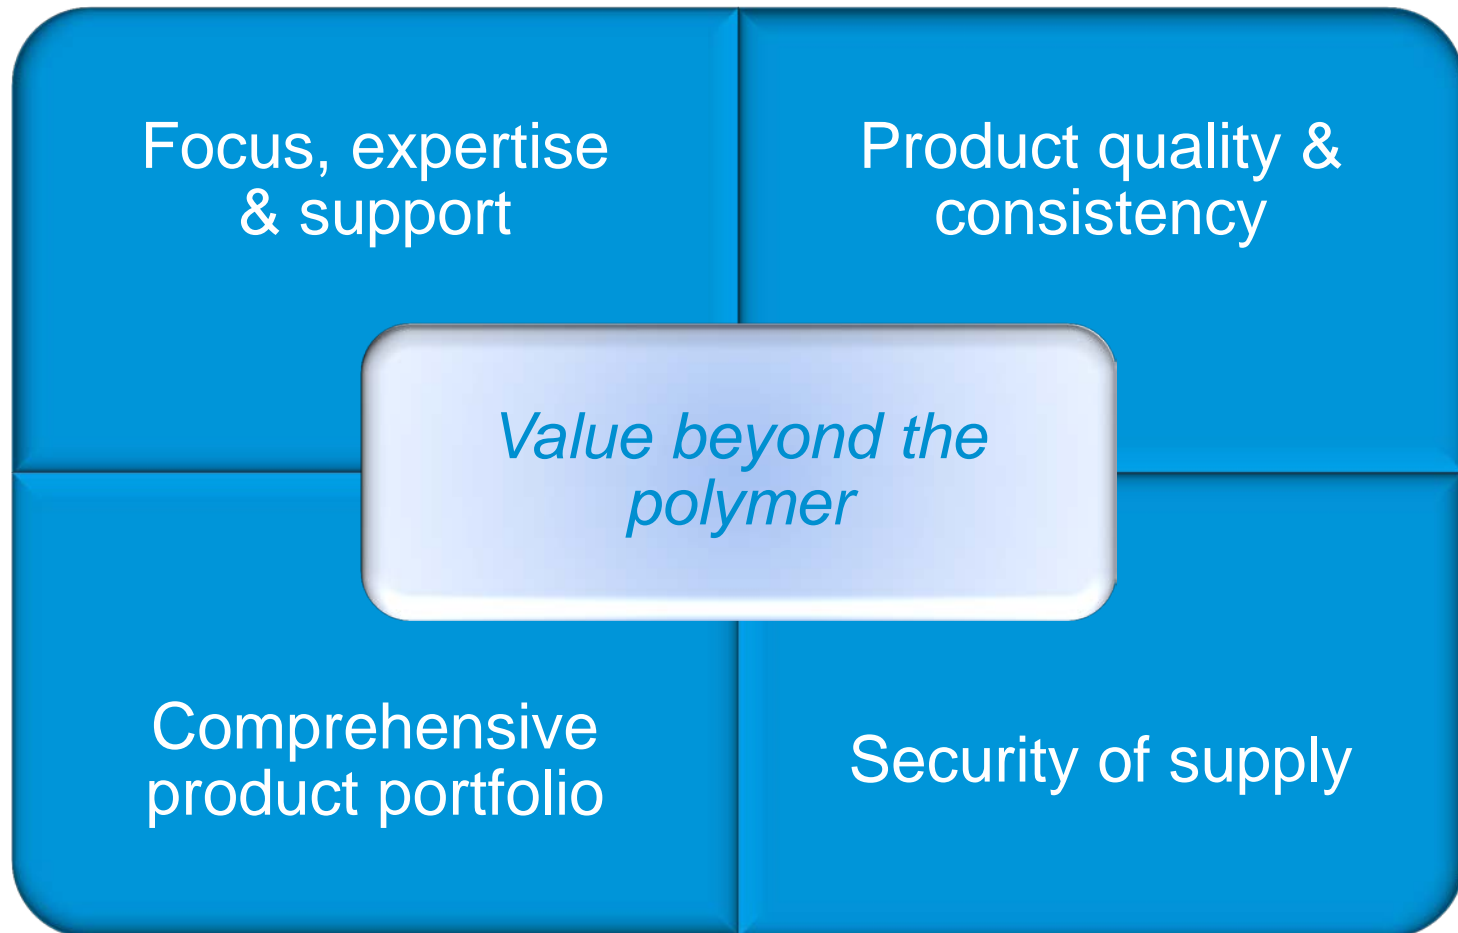 Focus, expertise
& support
Product quality &
consistency
Value beyond the
polymer
Comprehensive
product portfolio
Security of supply